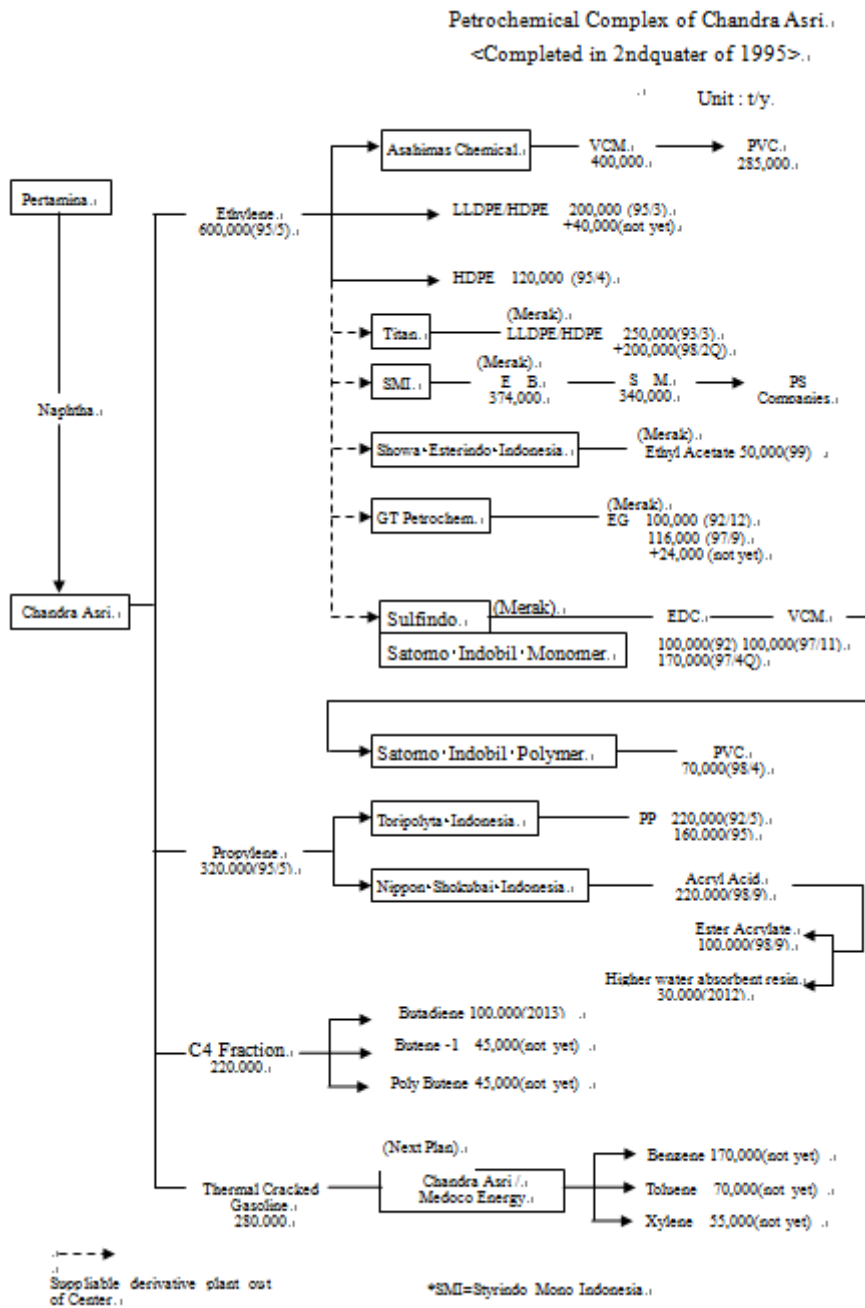 Petrochemical Complex of Chandra Asri.
<Completed in 2ndquater of 1995>.
Unit : t/y.
Asahimas Chemical.
VCM.
400,000.
PVC.
285,000.
Pertamina.
Ethylene.
600,000(95/5).
LLDPE/HDPE 200,000 (95/3).
+40,000(not yet).
HDPE 120,000 (95/4).
(Merak).
Titan.
LLDPE/HDPE 250,000(93/3).
+200,000(98/2Q).
(Merak).
SMI.
E B.
374,000.
S M.
340,000.
PS
Companies.
Naphtha.
Showa・Esterindo・Indonesia.
(Merak).
Ethyl Acetate 50,000(99)
GT Petrochem.
(Merak).
EG 100,000 (92/12).
116,000 (97/9).
+24,000 (not yet).
Chandra Asri.
Sulfindo.
(Merak).
EDC.
VCM.
Satomo・Indobil・Monomer.
100,000(92) 100,000(97/11).
170,000(97/4Q).
Satomo・Indobil・Polymer.
PVC.
70,000(98/4).
Toripolyta・Indonesia.
PP 220,000(92/5).
160.000(95).
Propylene.
320.000(95/5).
Nippon・Shokubai・Indonesia.
Acryl Acid.
220.000(98/9).
Ester Acrylate.
100.000(98/9).
Higher water absorbent resin.
30.000(2012).
Butadiene 100.000(2013)
C4 Fraction.
220.000.
Butene -1 45,000(not yet)
Poly Butene 45,000(not yet)
(Next Plan).
Thermal Cracked
Gasoline.
280.000.
Chandra Asri /
Medoco Energy.
Benzene 170,000(not yet)
Toluene 70,000(not yet)
Xylene 55,000(not yet)
Suppliable derivative plant out
of Center.
*SMI=Styrindo Mono Indonesia.